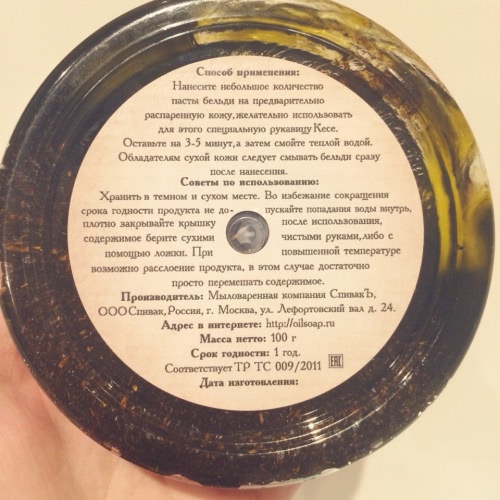 Способ применения:
Нанесите небольшое количество
пасты бельди на предварительно
распаренную кожу,желательно использовать
для этого специальную рукавицу Кесе.
Оставьте на 3-5 минут,а затем смойте теплой водой.
Обладателям сухой кожи следует смывать бельди сразу
после нанесения.
Советы по использованию:
Хранить в темном и сухом месте. Во избежание сокращения
срока годности продукта не до- пускайте попадания воды внутрь,
плотно закрывайте крышку после использования,
содержимое берите сухими чистыми руками,либо с
помощью ложки. При повышенной температуре
возможно расслоение продукта, в этом случае достаточно
просто перемешать содержимое.
Производитель: Мыловаренная компания СпивакЪ,
ООО Спивак,Россия, г. Москва, ул. Лефортовский вал д. 24.
Адрес в интернете: http://oilsoap.ru
Масса нетто: 100 г
Срок годности: 1 год.
Соответствует ТР ТС 009/2011 EAC
Дата изготовления: